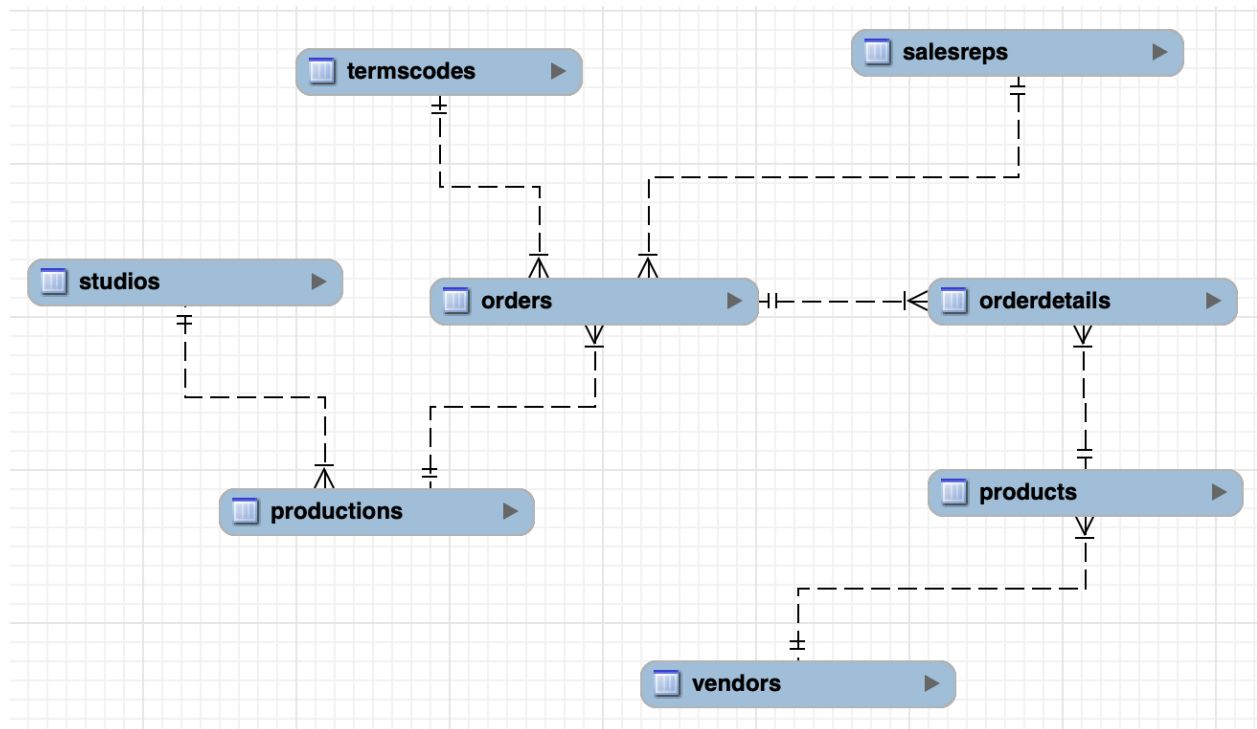 salesreps
termscodes
studios
orders
orderdetails
products
productions
vendors